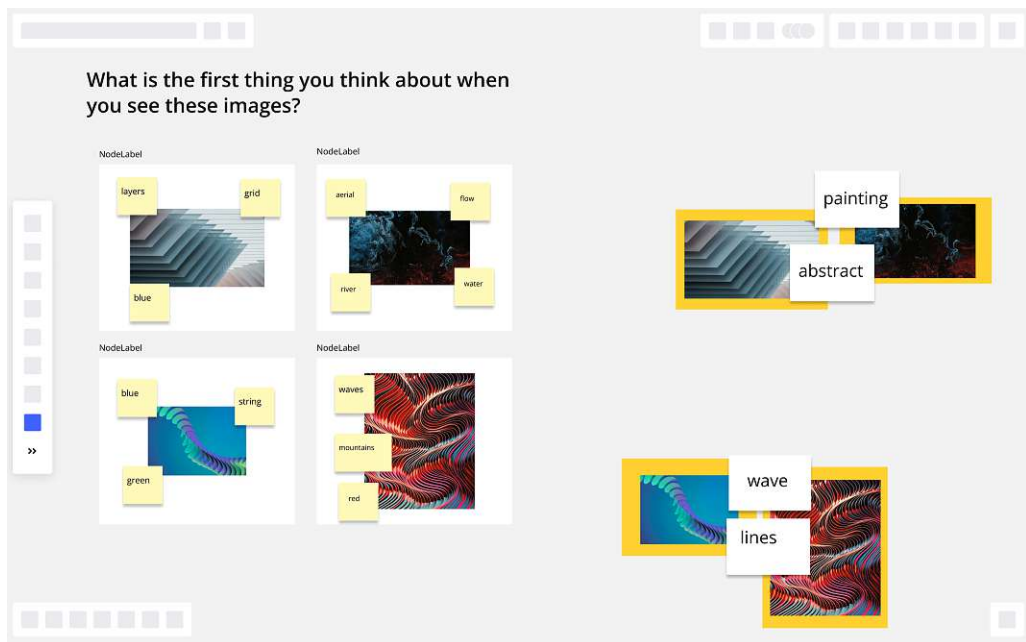 What is the first thing you think about when
you see these images?
NodeLabel
layers
grid
blue
NodeLabel
aerial
flow
river
water
NodeLabel
blue
string
green
NodeLabel
waves
mountains
red
painting
abstract
wave
lines